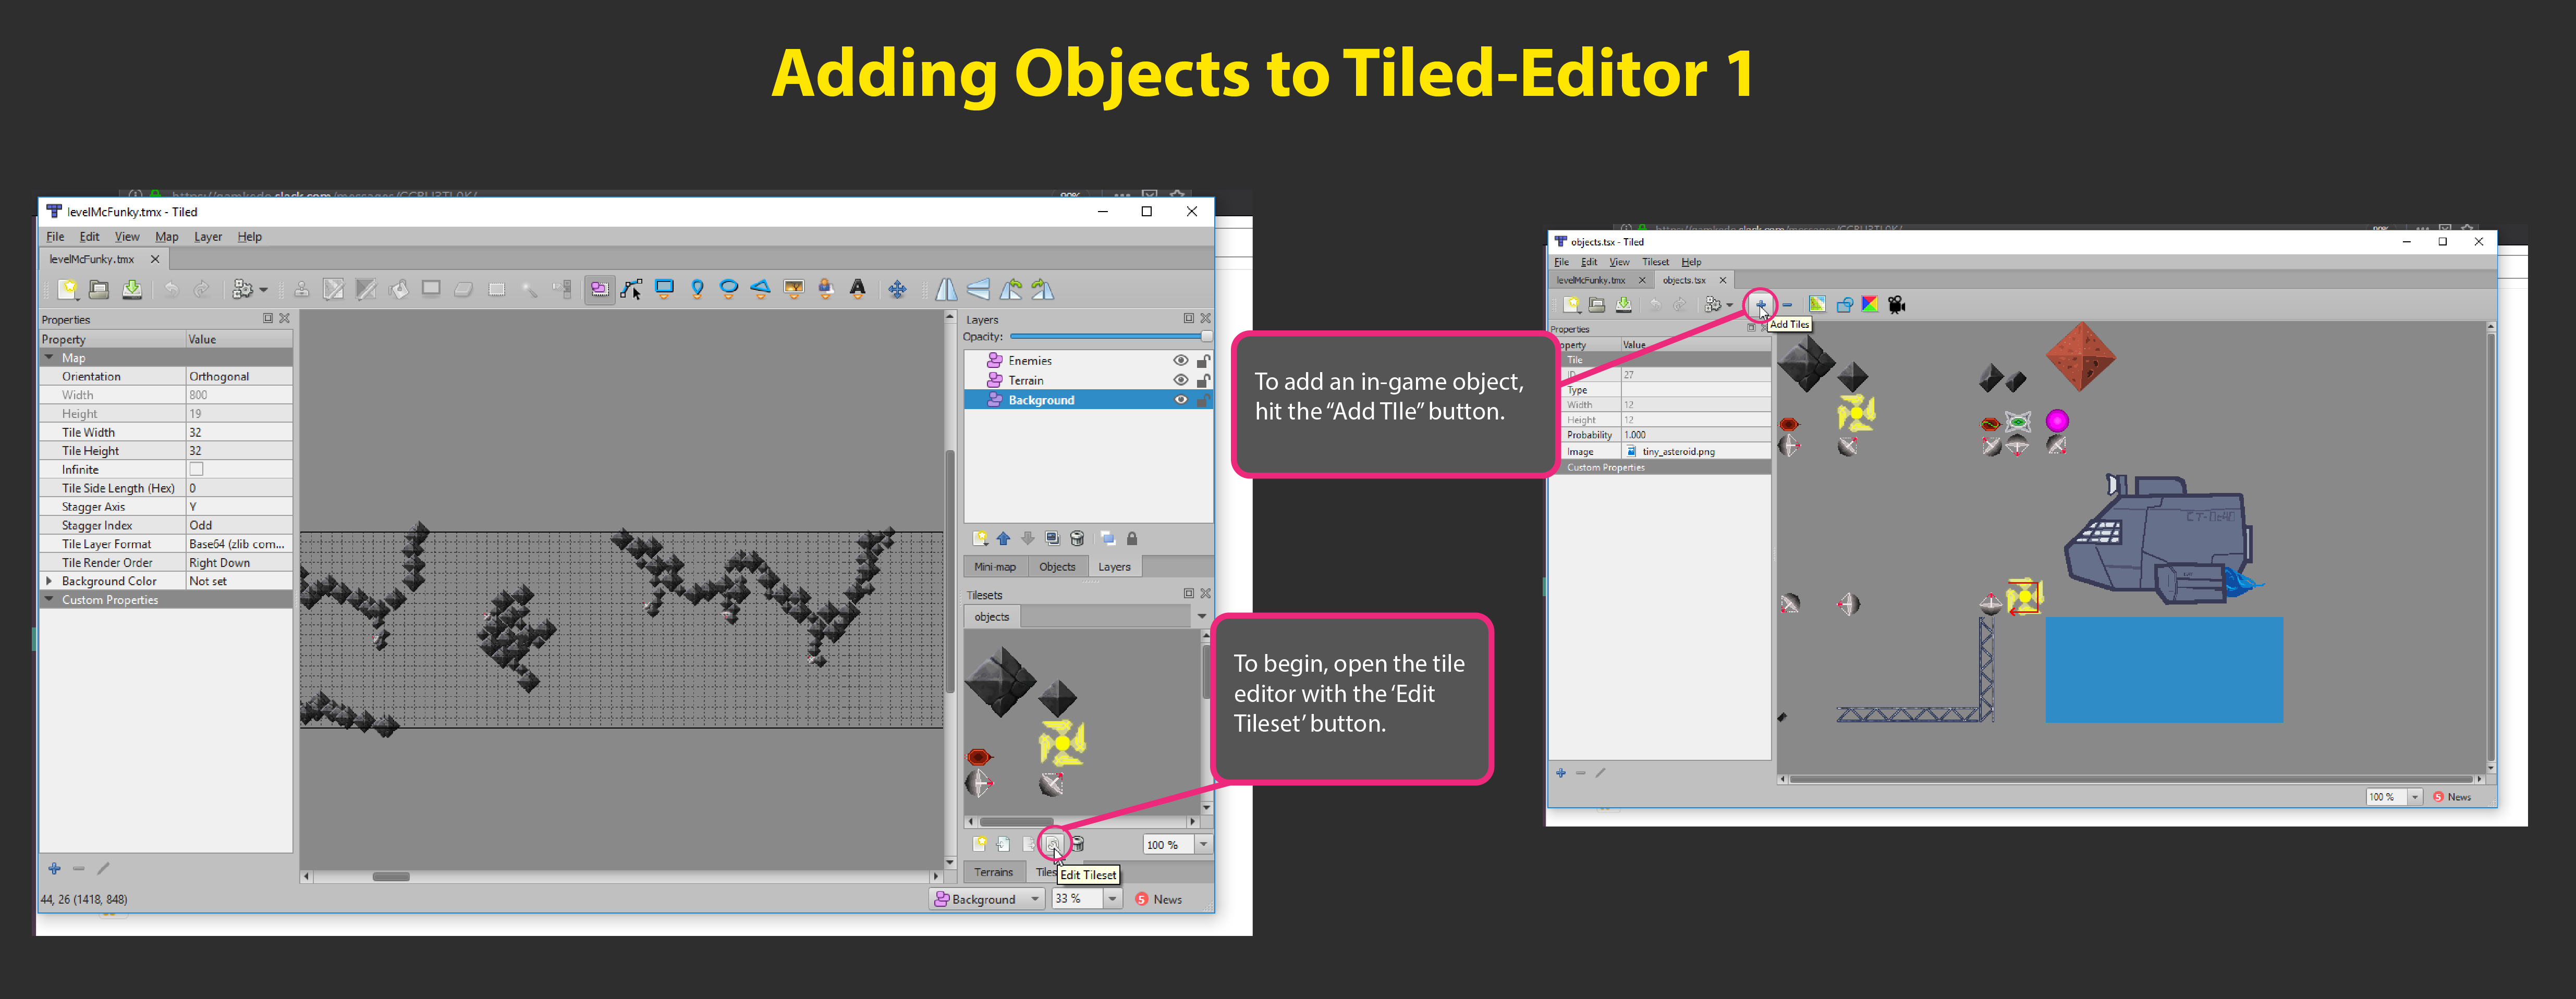 Adding Objects to Tiled-Editor 1
levelMcFunky.tmx - Tiled
File Edit View Map Layer Help
levelMcFunky.tmx
Properties
Property Value
Map
Orientation Orthogonal
Width 800
Height 19
Tile Width 32
Tile Height 32
Infinite
Tile Side Length (Hex) 0
Stagger Axis Y
Stagger Index Odd
Tile Layer Format Base64 (zlib com...
Tile Render Order Right Down
Background Color Not set
Custom Properties
44, 26 (1418, 848)
Layers
Opacity:
Enemies
Terrain
Background
Mini-map Objects Layers
Tilesets
objects
100 %
Terrains
Edit Tileset
Background 33 % 5 News
To add an in-game object,
hit the “Add TIle” button.
To begin, open the tile
editor with the ‘Edit
Tileset’ button.
objects.tsx - Tiled
File Edit View Tileset Help
levelMcFunky.tmx objects.tsx
Add Tiles
Properties
Value
Tile
ID 27
Type
Width 12
Height 12
Probability 1.000
Image tiny_asteroid.png
Custom Properties
100 % 5 News